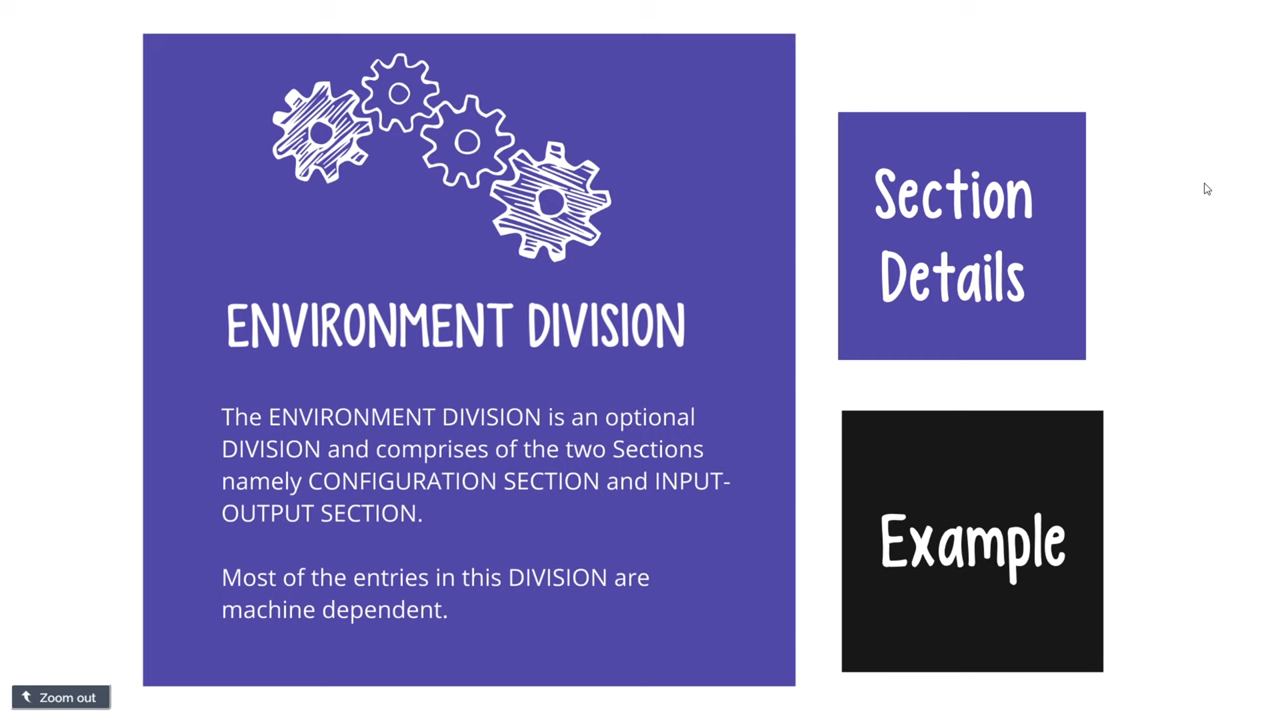 ENVIRONMENT DIVISION
The ENVIRONMENT DIVISION is an optional
DIVISION and comprises of the two Sections
namely CONFIGURATION SECTION and INPUT-
OUTPUT SECTION.
Most of the entries in this DIVISION are
machine dependent.
Section
Details
Example
Zoom out